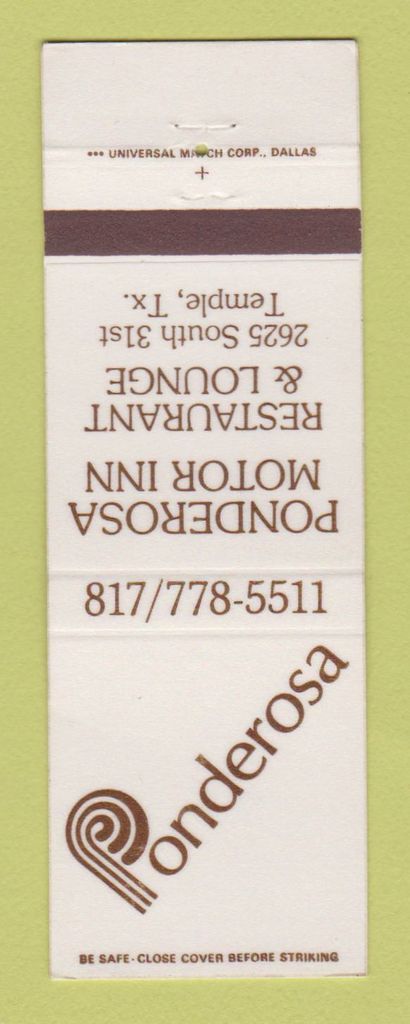 ••• UNIVERSAL MATCH CORP., DALLAS
+
PONDEROSA
MOTOR INN
RESTAURANT
& LOUNGE
2625 South 31st
Temple, Tx.
817/778-5511
Ponderosa
BE SAFE-CLOSE COVER BEFORE STRIKING